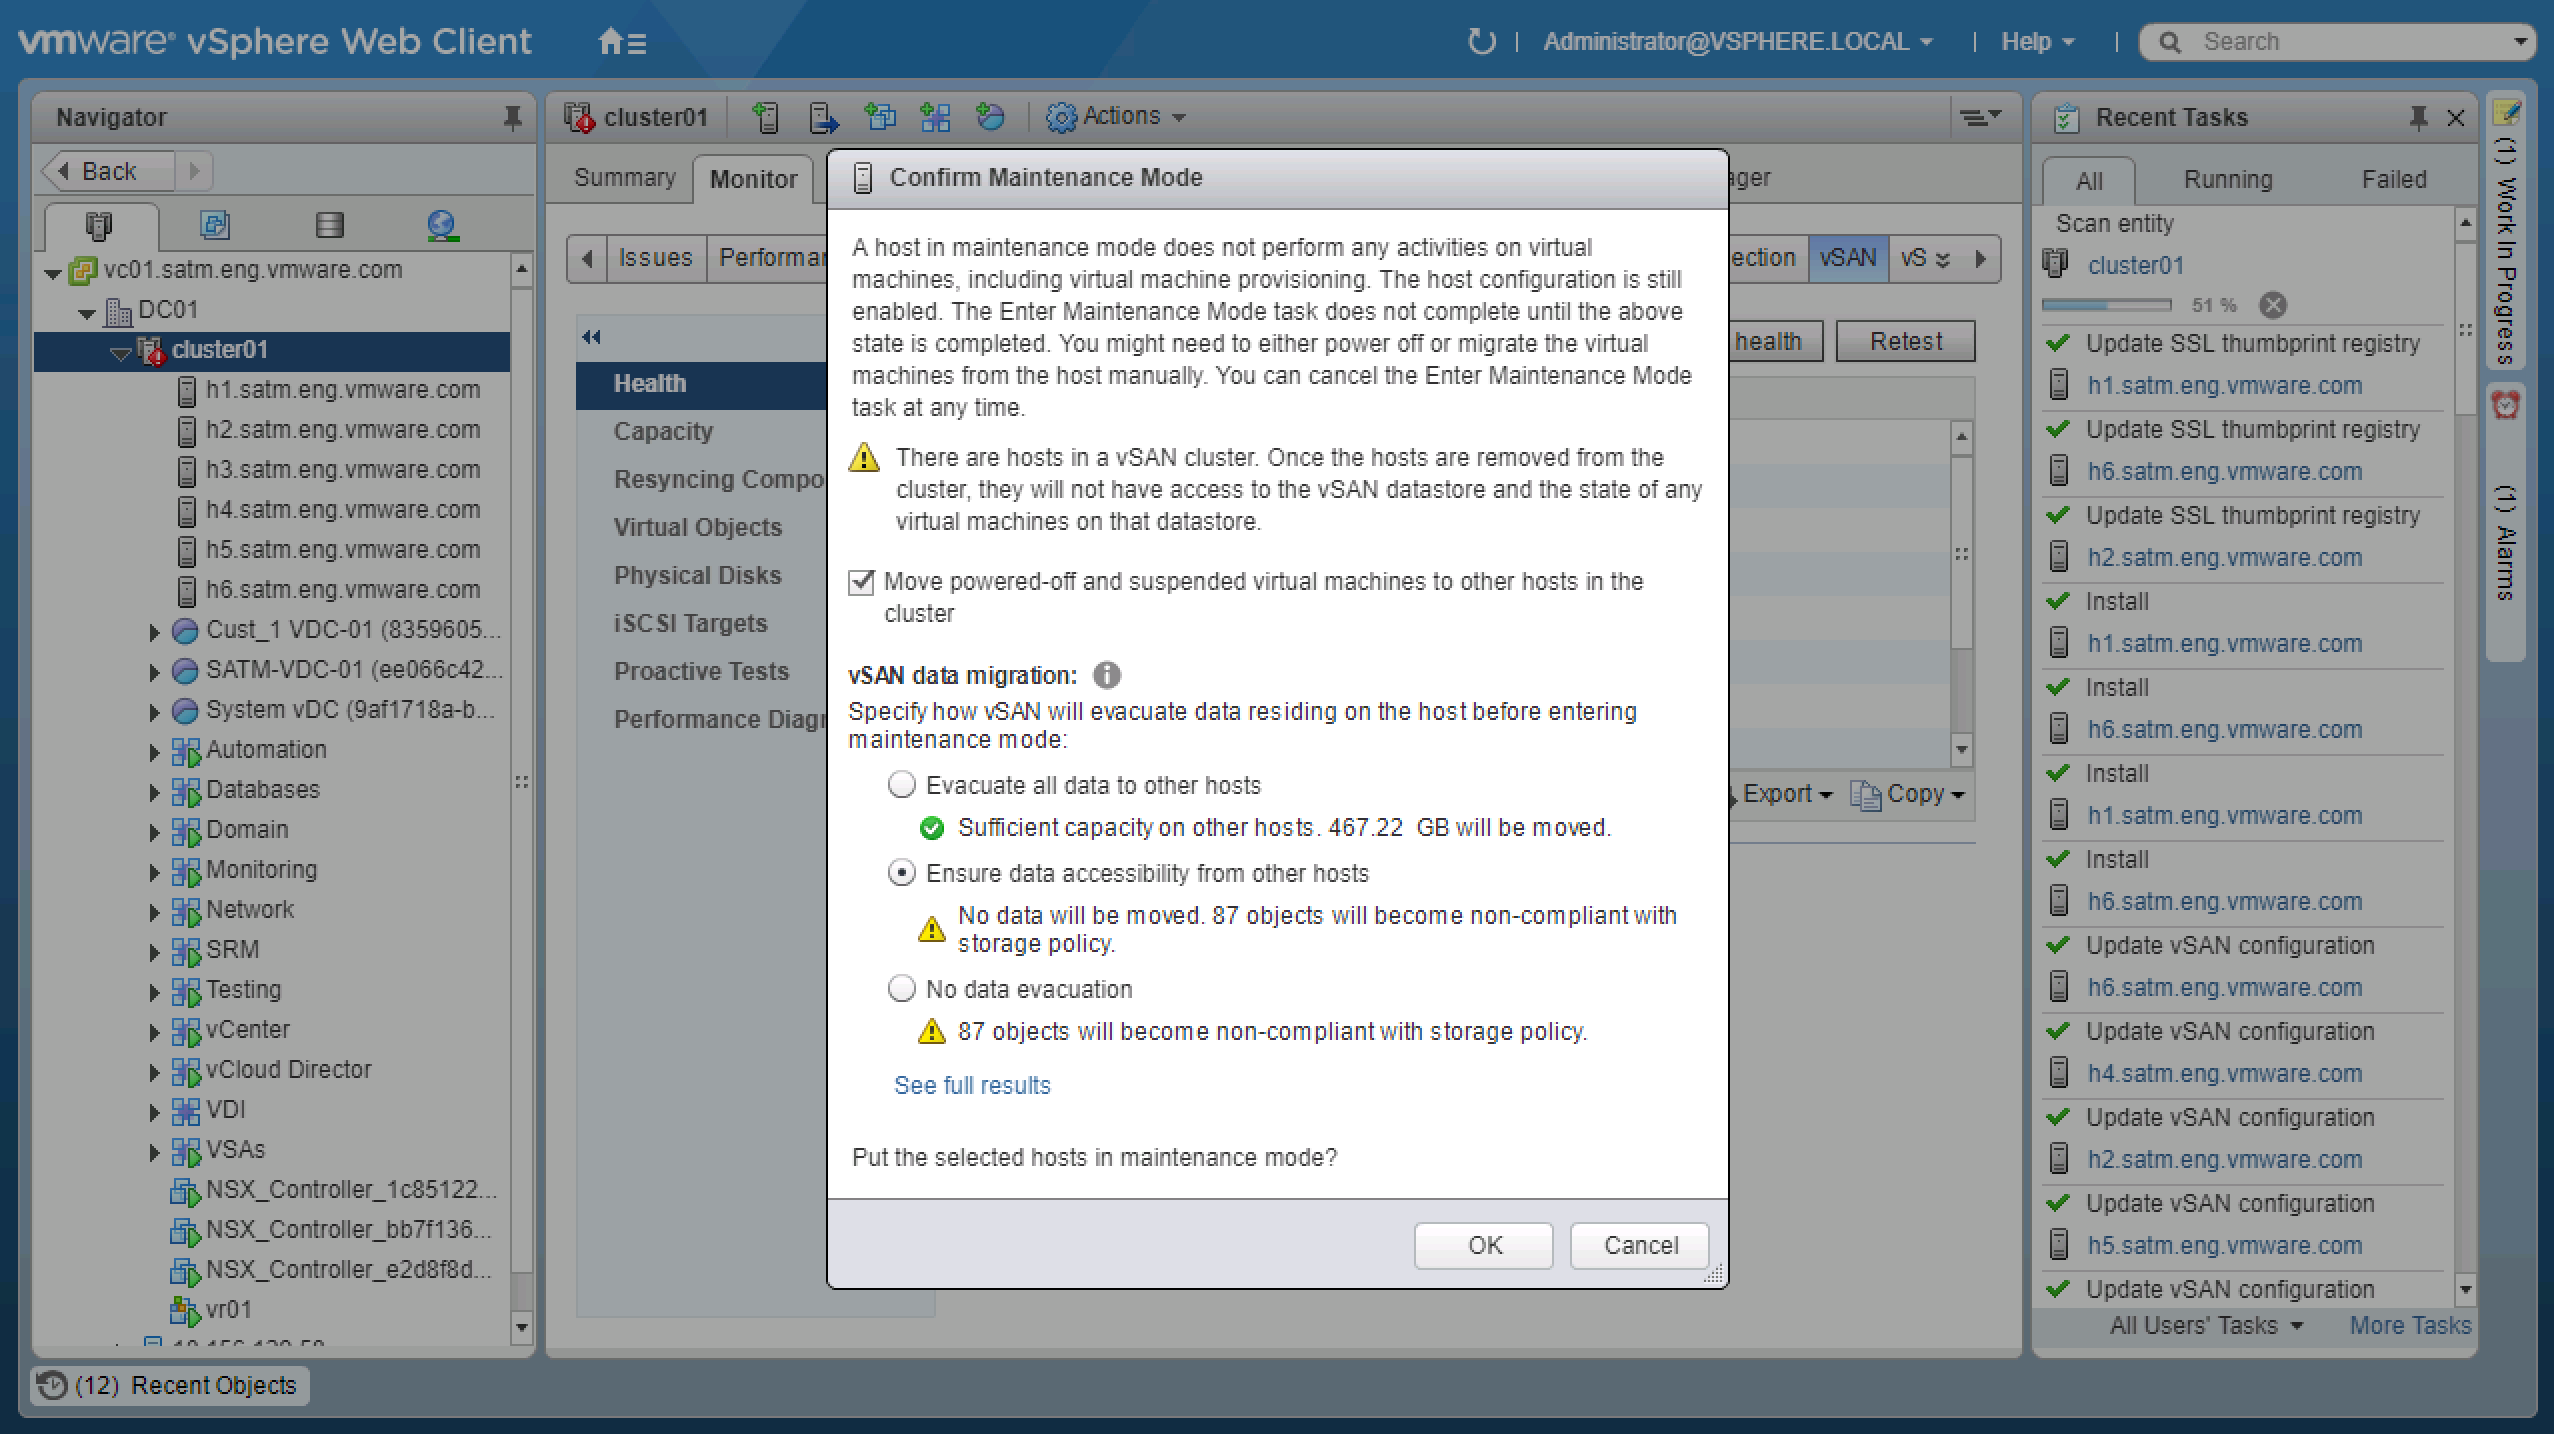 vmware® vSphere Web Client
Administrator@VSPHERE.LOCAL
Help
Search
Navigator
Back
vc01.satm.eng.vmware.com
DC01
cluster01
h1.satm.eng.vmware.com
h2.satm.eng.vmware.com
h3.satm.eng.vmware.com
h4.satm.eng.vmware.com
h5.satm.eng.vmware.com
h6.satm.eng.vmware.com
Cust_1 VDC-01 (8359605...
SATM-VDC-01 (ee066c42...
System vDC (9af1718a-b...
Automation
Databases
Domain
Monitoring
Network
SRM
Testing
vCenter
vCloud Director
VDI
VSAs
NSX_Controller_1c85122...
NSX_Controller_bb7f136...
NSX_Controller_e2d8f8d...
vr01
(12) Recent Objects
cluster01
Actions
Summary
Monitor
Issues
Performan
ection
vSAN
vS
health
Retest
Health
Capacity
Resyncing Compo
Virtual Objects
Physical Disks
iSCSI Targets
Proactive Tests
Performance Diagn
Export
Copy
Confirm Maintenance Mode
A host in maintenance mode does not perform any activities on virtual
machines, including virtual machine provisioning. The host configuration is still
enabled. The Enter Maintenance Mode task does not complete until the above
state is completed. You might need to either power off or migrate the virtual
machines from the host manually. You can cancel the Enter Maintenance Mode
task at any time.
There are hosts in a vSAN cluster. Once the hosts are removed from the
cluster, they will not have access to the vSAN datastore and the state of any
virtual machines on that datastore.
Move powered-off and suspended virtual machines to other hosts in the
cluster
vSAN data migration:
Specify how vSAN will evacuate data residing on the host before entering
maintenance mode:
Evacuate all data to other hosts
Sufficient capacity on other hosts. 467.22 GB will be moved.
Ensure data accessibility from other hosts
No data will be moved. 87 objects will become non-compliant with
storage policy.
No data evacuation
87 objects will become non-compliant with storage policy.
See full results
Put the selected hosts in maintenance mode?
OK
Cancel
Recent Tasks
All
Running
Failed
Scan entity
cluster01
51 %
Update SSL thumbprint registry
h1.satm.eng.vmware.com
Update SSL thumbprint registry
h6.satm.eng.vmware.com
Update SSL thumbprint registry
h2.satm.eng.vmware.com
Install
h1.satm.eng.vmware.com
Install
h6.satm.eng.vmware.com
Install
h1.satm.eng.vmware.com
Install
h6.satm.eng.vmware.com
Update vSAN configuration
h6.satm.eng.vmware.com
Update vSAN configuration
h4.satm.eng.vmware.com
Update vSAN configuration
h2.satm.eng.vmware.com
Update vSAN configuration
h5.satm.eng.vmware.com
Update vSAN configuration
All Users' Tasks
More Tasks
(1) Work In Progress
(1) Alarms